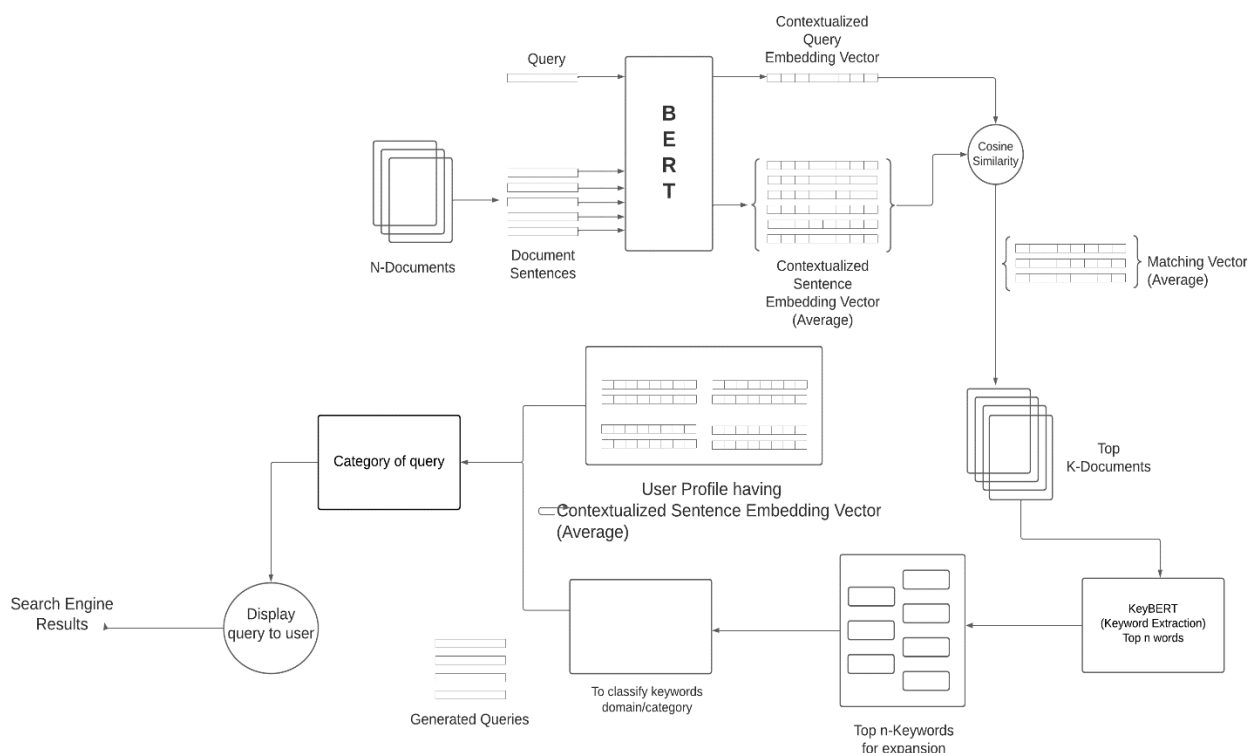 Contextualized
Query
Embedding Vector
Query
B
E
R
T
Cosine
Similarity
N-Documents
Document
Sentences
Contextualized
Sentence
Embedding Vector
(Average)
Matching Vector
(Average)
Top
K-Documents
Category of query
User Profile having
Contextualized Sentence Embedding Vector
(Average)
Search Engine
Results
Display
query to user
Generated Queries
To classify keywords
domain/category
Top n-Keywords
for expansion
KeyBERT
(Keyword Extraction)
Top n words